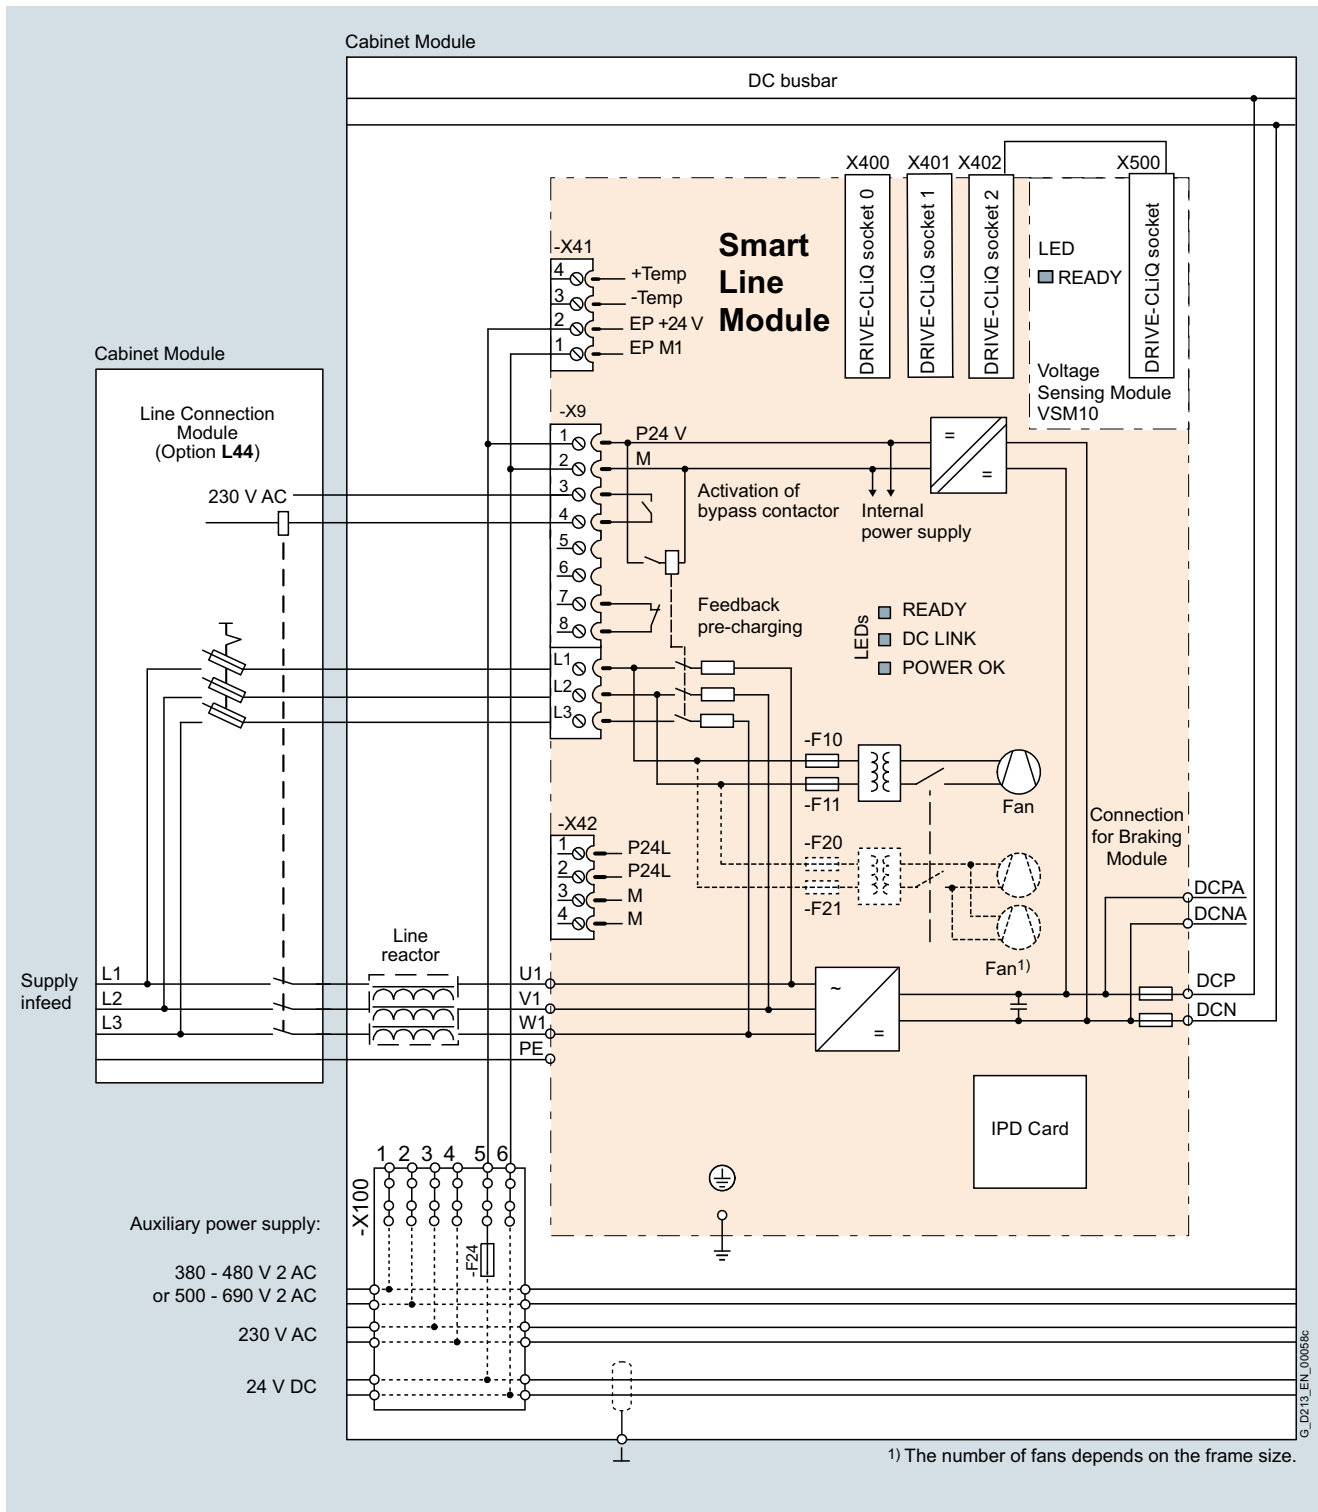 Cabinet Module
DC busbar
X400
X401
X402
X500
DRIVE-CLiQ socket 0
DRIVE-CLiQ socket 1
DRIVE-CLiQ socket 2
DRIVE-CLiQ socket
Smart
Line
Module
LED
READY
Voltage
Sensing Module
VSM10
-X41
4
+Temp
3
-Temp
2
EP +24 V
1
EP M1
Cabinet Module
Line Connection
Module
(Option L44)
230 V AC
-X9
1
P24 V
2
M
3
4
5
6
7
8
L1
L2
L3
=
=
Activation of
bypass contactor
Internal
power supply
Feedback
pre-charging
LEDs
READY
DC LINK
POWER OK
-F10
-F11
Fan
-F20
-F21
Fan1)
Connection
for Braking
Module
DCPA
DCNA
DCP
DCN
-X42
1
P24L
2
P24L
3
M
4
M
Line
reactor
Supply
infeed
L1
L2
L3
U1
V1
W1
PE
~
=
IPD Card
-X100
1
2
3
4
5
6
-F24
Auxiliary power supply:
380 - 480 V 2 AC
or 500 - 690 V 2 AC
230 V AC
24 V DC
G_D213_EN_00058c
1) The number of fans depends on the frame size.